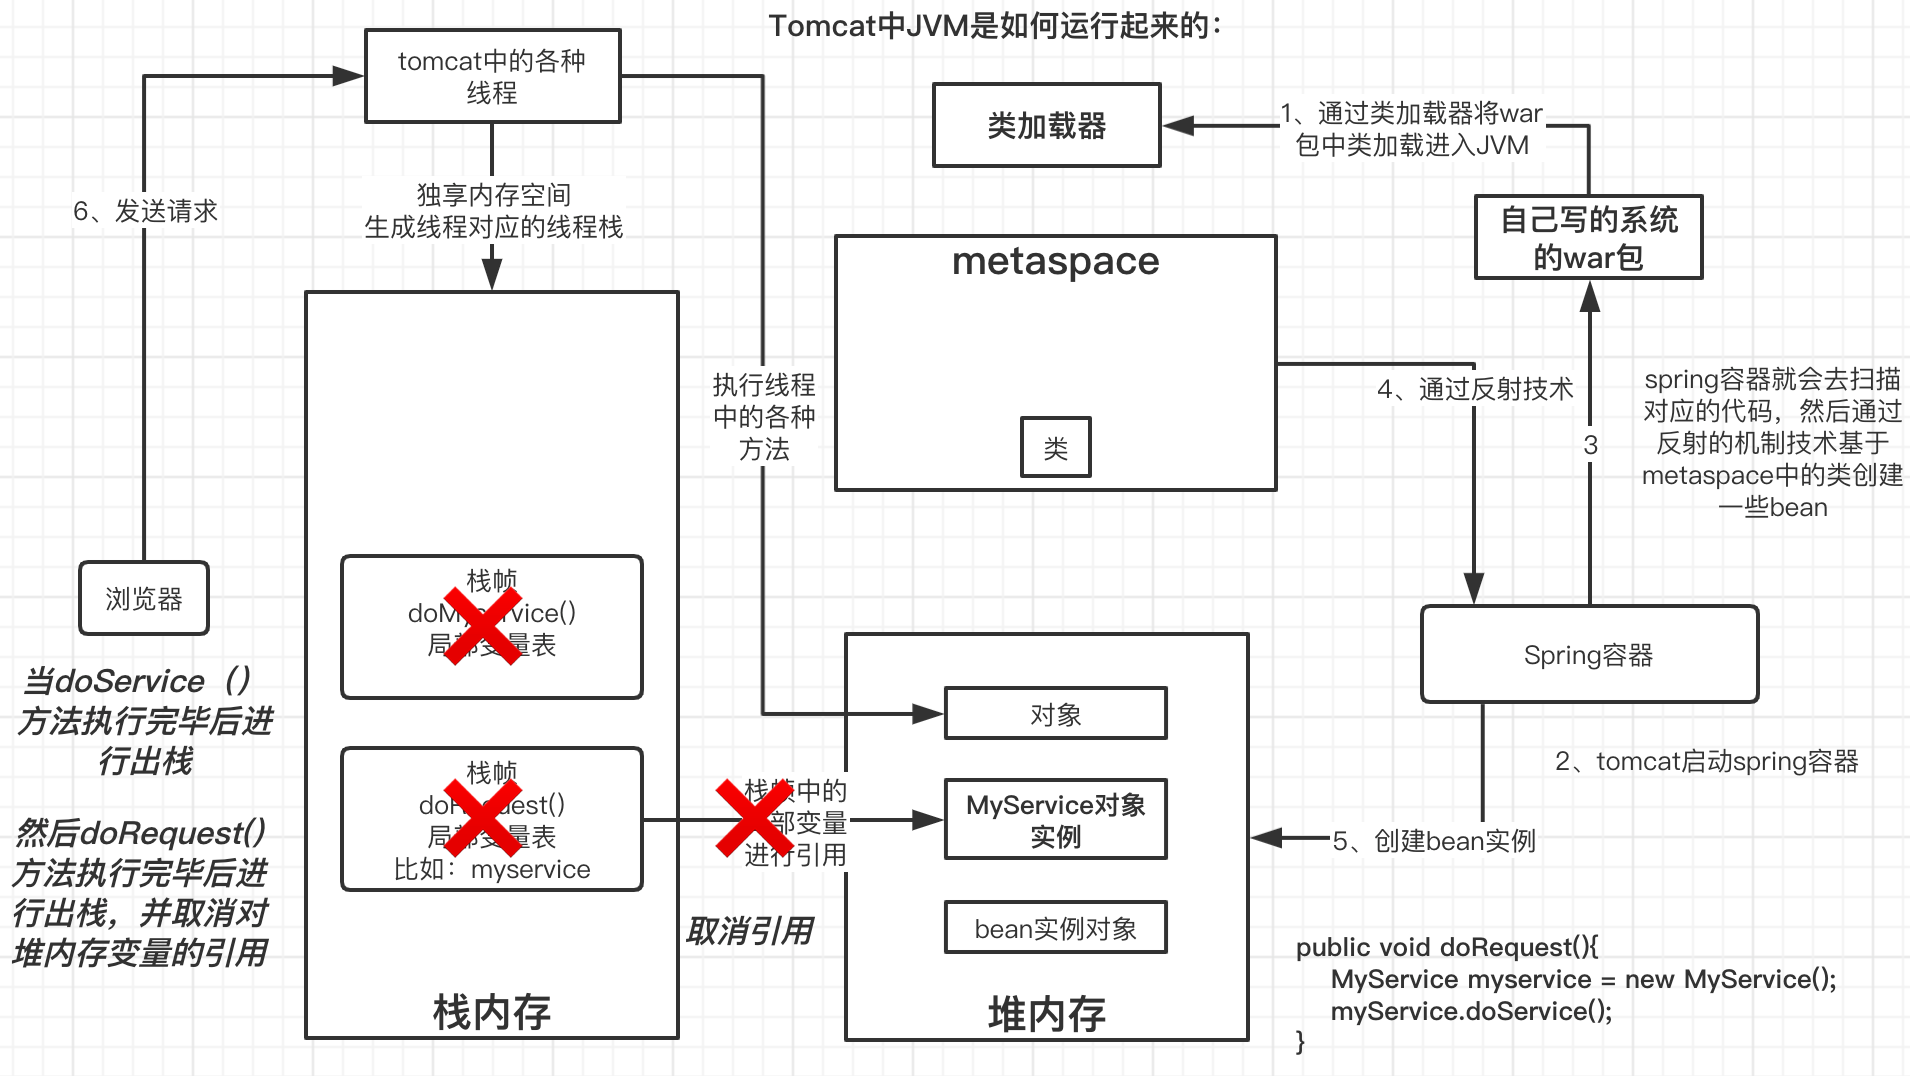 Tomcat中JVM是如何运行起来的：
tomcat中的各种
线程
类加载器
1、通过类加载器将war
包中类加载进入JVM
6、发送请求
独享内存空间
生成线程对应的线程栈
自己写的系统
的war包
metaspace
类
执行线程
中的各种
方法
4、通过反射技术
3
spring容器就会去扫描
对应的代码，然后通过
反射的机制技术基于
metaspace中的类创建
一些bean
浏览器
栈帧
局部变量表
Spring容器
当doService（）
方法执行完毕后进
行出栈
对象
2、tomcat启动spring容器
栈帧
局部变量表
比如：myservice
栈帧中的
部变量
进行引用
MyService对象
实例
5、创建bean实例
然后doRequest()
方法执行完毕后进
行出栈，并取消对
堆内存变量的引用
取消引用
bean实例对象
栈内存
堆内存
public void doRequest(){
MyService myservice = new MyService();
myService.doService();
}